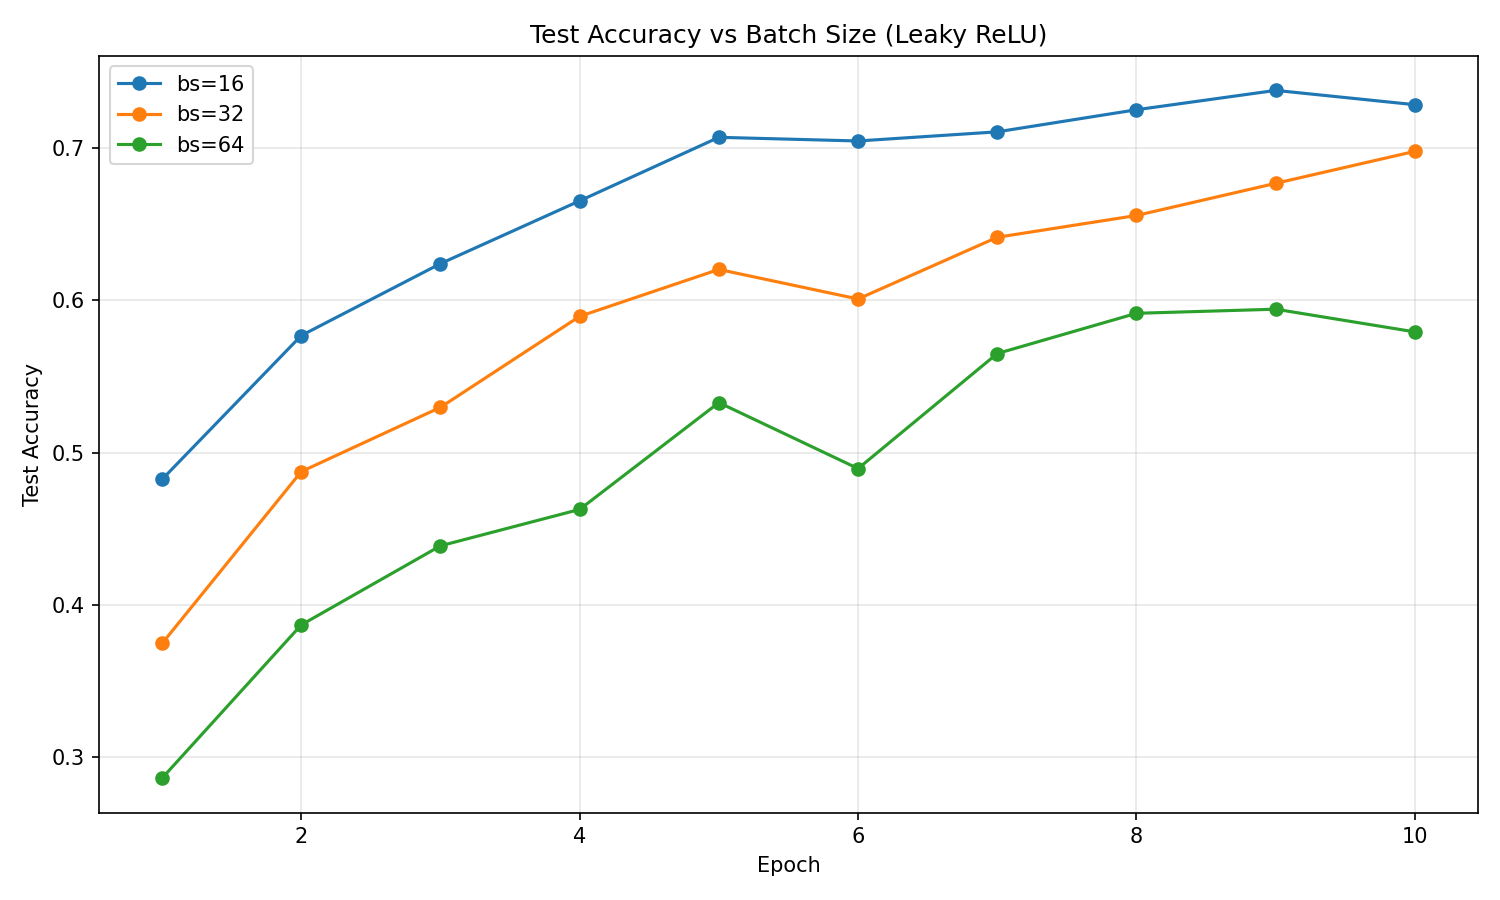 Test Accuracy vs Batch Size (Leaky ReLU)
bs=16
bs=32
bs=64
0.7
0.6
0.5
0.4
0.3
Test Accuracy
2 4 6 8 10
Epoch